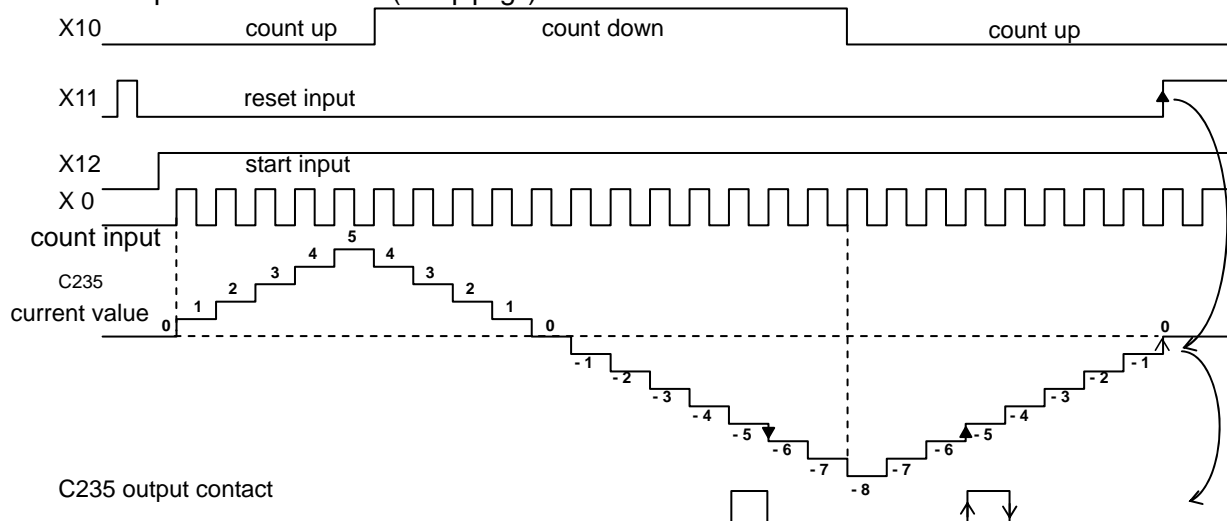 X10 count up count down count up
X11 reset input
X12 start input
X 0
count input
C235
current value
0 1 2 3 4 5 4 3 2 1 0 - 1 - 2 - 3 - 4 - 5 - 6 - 7 - 8 - 7 - 6 - 5 - 4 - 3 - 2 - 1 0
C235 output contact